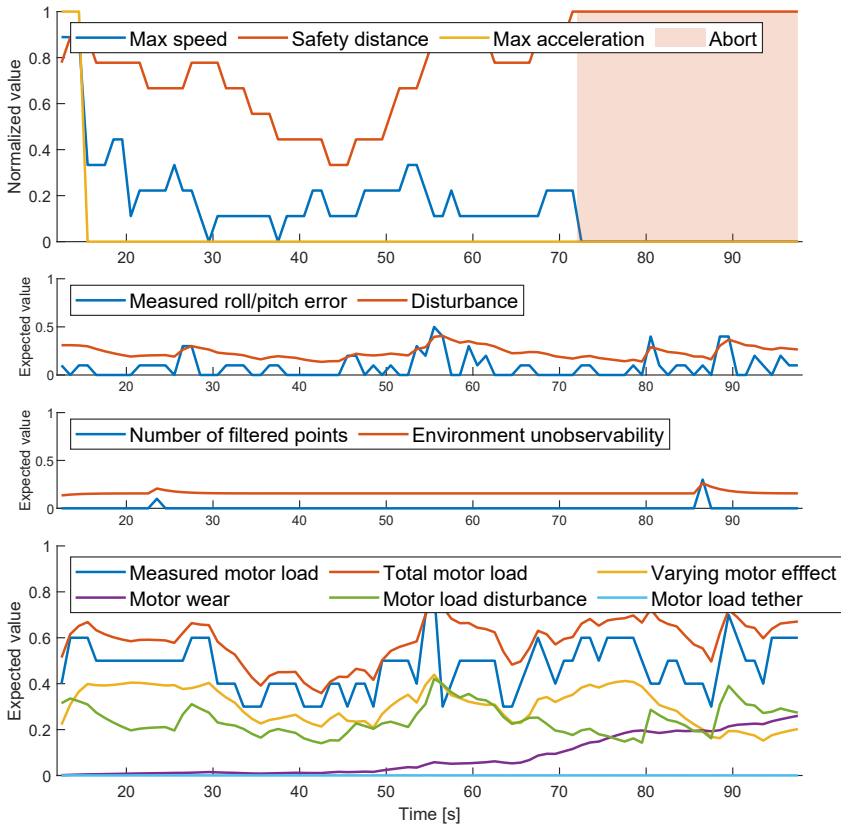 1
Max speed Safety distance Max acceleration Abort
0.8
0.6
0.4
0.2
0
Normalized value
20 30 40 50 60 70 80 90
1
Measured roll/pitch error Disturbance
0.5
0
Expected value
20 30 40 50 60 70 80 90
1
Number of filtered points Environment unobservability
0.5
0
Expected value
20 30 40 50 60 70 80 90
1
Measured motor load Total motor load Varying motor efffect
0.8
Motor wear Motor load disturbance Motor load tether
0.6
0.4
0.2
0
Expected value
20 30 40 50 60 70 80 90
Time [s]